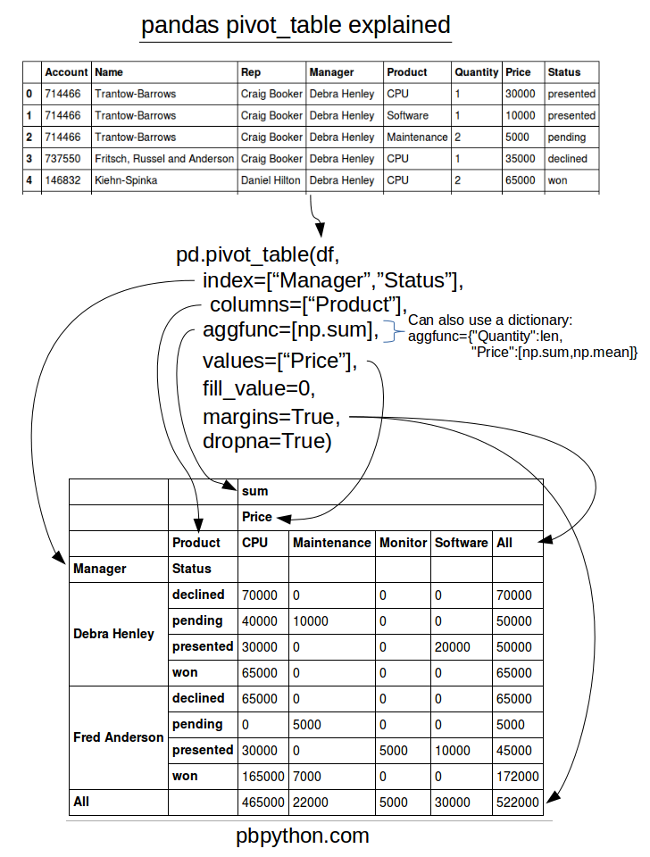 pandas pivot_table explained
Account Name Rep Manager Product Quantity Price Status
0 714466 Trantow-Barrows Craig Booker Debra Henley CPU 1 30000 presented
1 714466 Trantow-Barrows Craig Booker Debra Henley Software 1 10000 presented
2 714466 Trantow-Barrows Craig Booker Debra Henley Maintenance 2 5000 pending
3 737550 Fritsch, Russel and Anderson Craig Booker Debra Henley CPU 1 35000 declined
4 146832 Kiehn-Spinka Daniel Hilton Debra Henley CPU 2 65000 won
pd.pivot_table(df,
index=[“Manager”,”Status”],
columns=[“Product”],
aggfunc=[np.sum],
Can also use a dictionary:
aggfunc={"Quantity":len,
"Price":[np.sum,np.mean]}
values=[“Price”],
fill_value=0,
margins=True,
dropna=True)
sum
Price
Product CPU Maintenance Monitor Software All
Manager Status
Debra Henley
declined 70000 0 0 0 70000
pending 40000 10000 0 0 50000
presented 30000 0 0 20000 50000
won 65000 0 0 0 65000
Fred Anderson
declined 65000 0 0 0 65000
pending 0 5000 0 0 5000
presented 30000 0 5000 10000 45000
won 165000 7000 0 0 172000
All 465000 22000 5000 30000 522000
pbpython.com